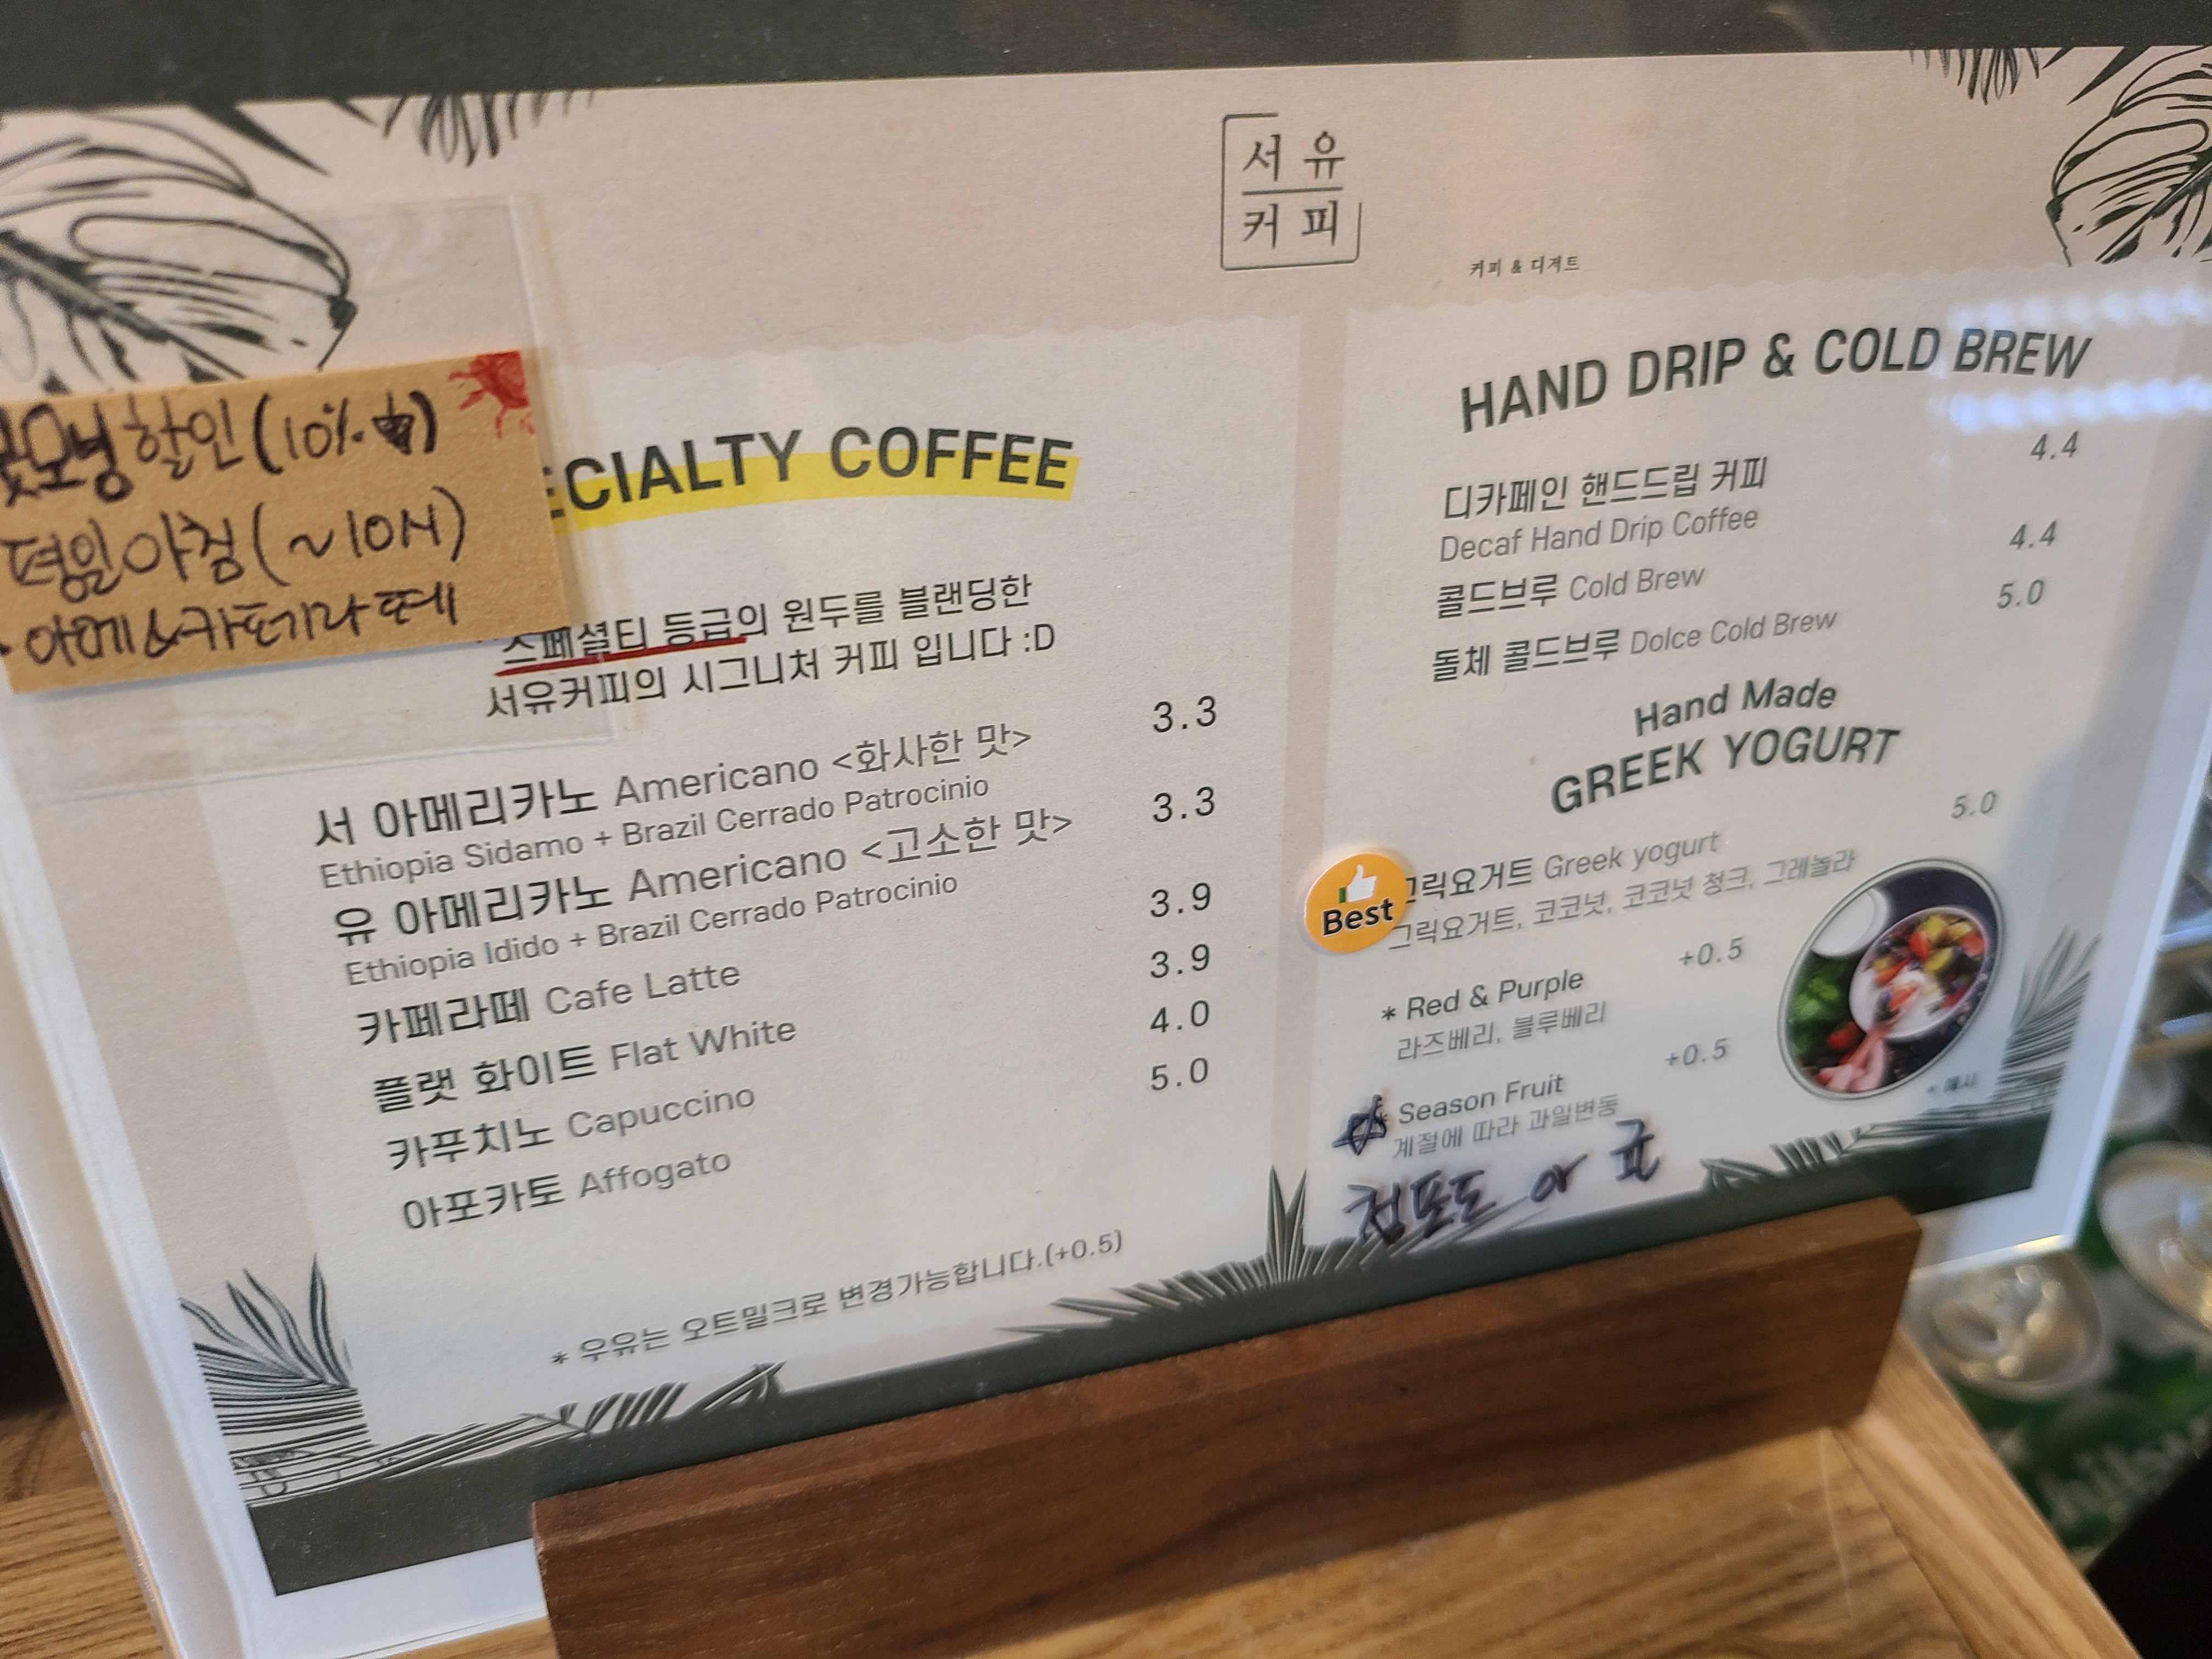 서유
커피
커피 & 디저트
굿모닝 할인 (10%)
평일 아침 (~10시)
· 아메&카페라떼
ECIALTY COFFEE
스페셜티 등급의 원두를 블랜딩한
서유커피의 시그니처 커피 입니다 :D
서 아메리카노 Americano <화사한 맛> 3.3
Ethiopia Sidamo + Brazil Cerrado Patrocinio
유 아메리카노 Americano <고소한 맛> 3.3
Ethiopia Idido + Brazil Cerrado Patrocinio
카페라떼 Cafe Latte 3.9
플랫 화이트 Flat White 3.9
카푸치노 Capuccino 4.0
아포카토 Affogato 5.0
* 우유는 오트밀크로 변경가능합니다.(+0.5)
HAND DRIP & COLD BREW
디카페인 핸드드립 커피 4.4
Decaf Hand Drip Coffee
콜드브루 Cold Brew 4.4
돌체 콜드브루 Dolce Cold Brew 5.0
Hand Made
GREEK YOGURT
Best
그릭요거트 Greek yogurt 5.0
그릭요거트, 코코넛, 코코넛 청크, 그레놀라
* Red & Purple +0.5
라즈베리, 블루베리
* Season Fruit +0.5
계절에 따라 과일변동
청포도 or 귤
* 예시